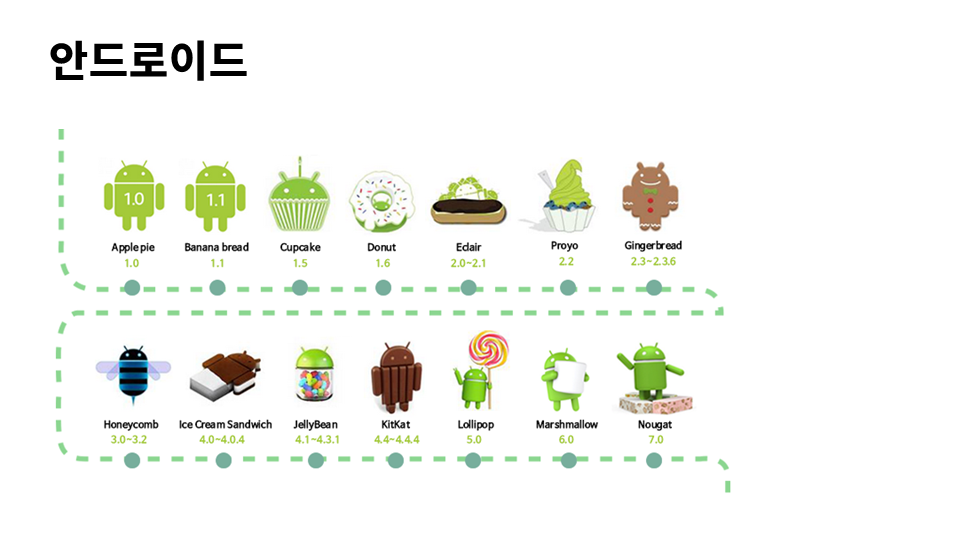 안드로이드
1.0
1.1
Apple pie
Banana bread
Cupcake
Donut
Eclair
Proyo
Gingerbread
1.0
1.1
1.5
1.6
2.0~2.1
2.2
2.3~2.3.6
Honeycomb
Ice Cream Sandwich
JellyBean
KitKat
Lollipop
Marshmallow
Nougat
3.0~3.2
4.0~4.0.4
4.1~4.3.1
4.4~4.4.4
5.0
6.0
7.0